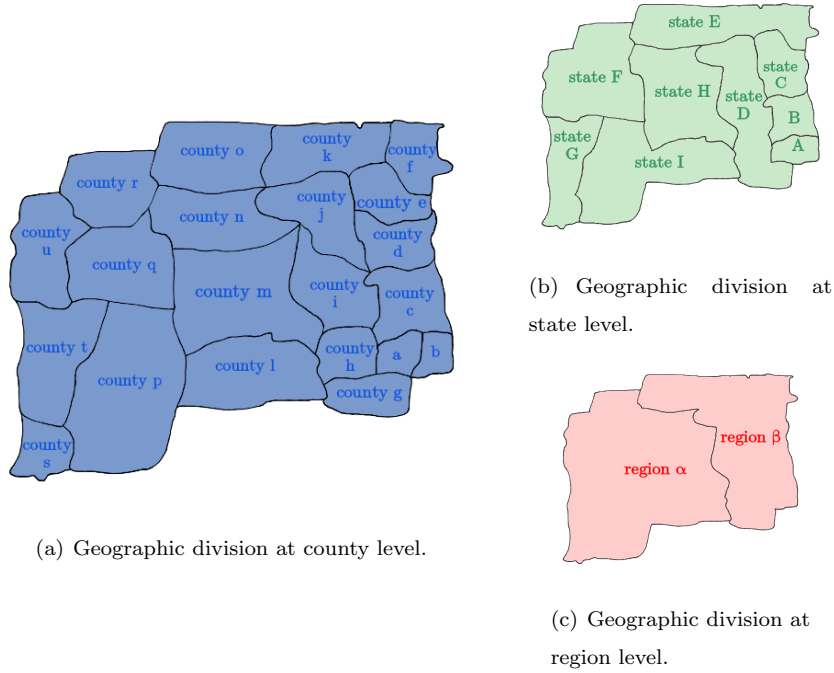 county o
county
k
county
f
county r
county
j
county e
county n
county
u
county
d
county q
county m
county
i
county
c
county t
county
h
a
b
county l
county p
county g
county
s
(a) Geographic division at county level.
state E
state F
state
C
state H
state
D
B
state
G
A
state I
(b) Geographic division at
state level.
region β
region α
(c) Geographic division at
region level.